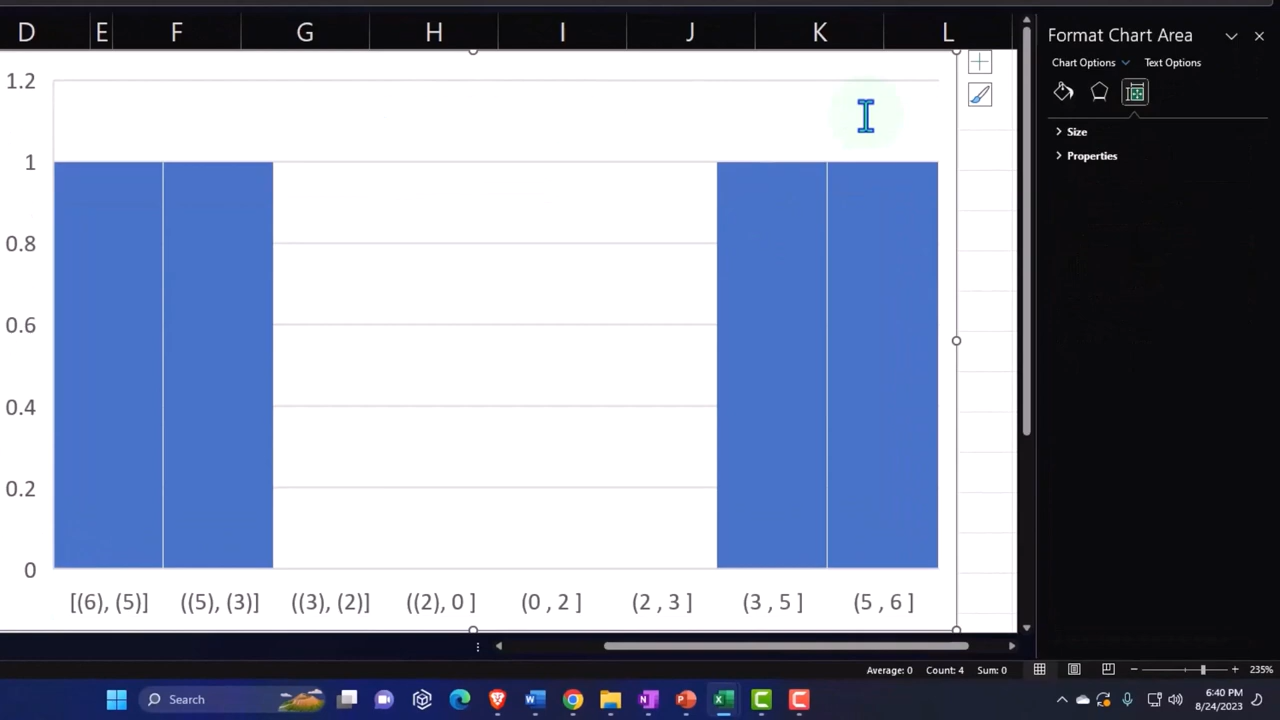 D E F G H I J K L
Format Chart Area
Chart Options Text Options
Size
Properties
1.2
1
0.8
0.6
0.4
0.2
0
[(6), (5)] ((5), (3)] ((3), (2)] ((2), 0 ] (0 , 2 ] (2 , 3 ] (3 , 5 ] (5 , 6 ]
Average: 0 Count: 4 Sum: 0 235%
Search
6:40 PM
8/24/2023